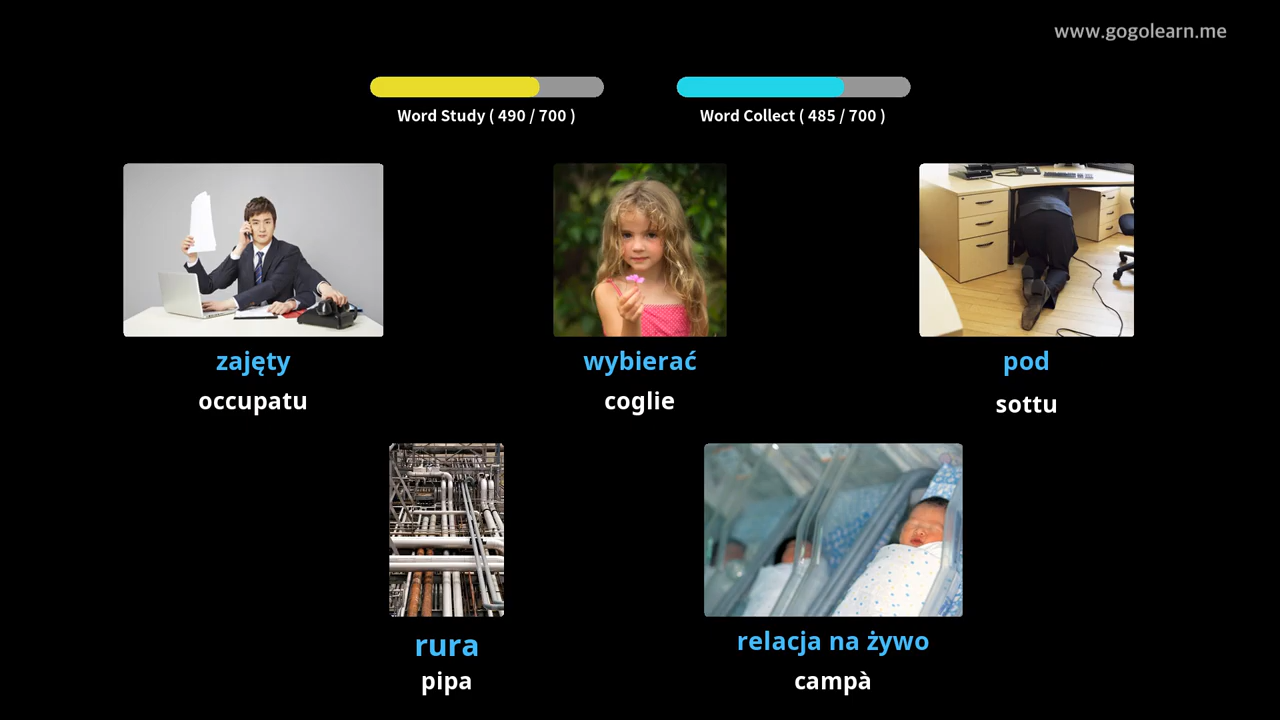 www.gogolearn.me
Word Study ( 490 / 700 )
Word Collect ( 485 / 700 )
zajęty
occupatu
wybierać
coglie
pod
sottu
rura
pipa
relacja na żywo
campà